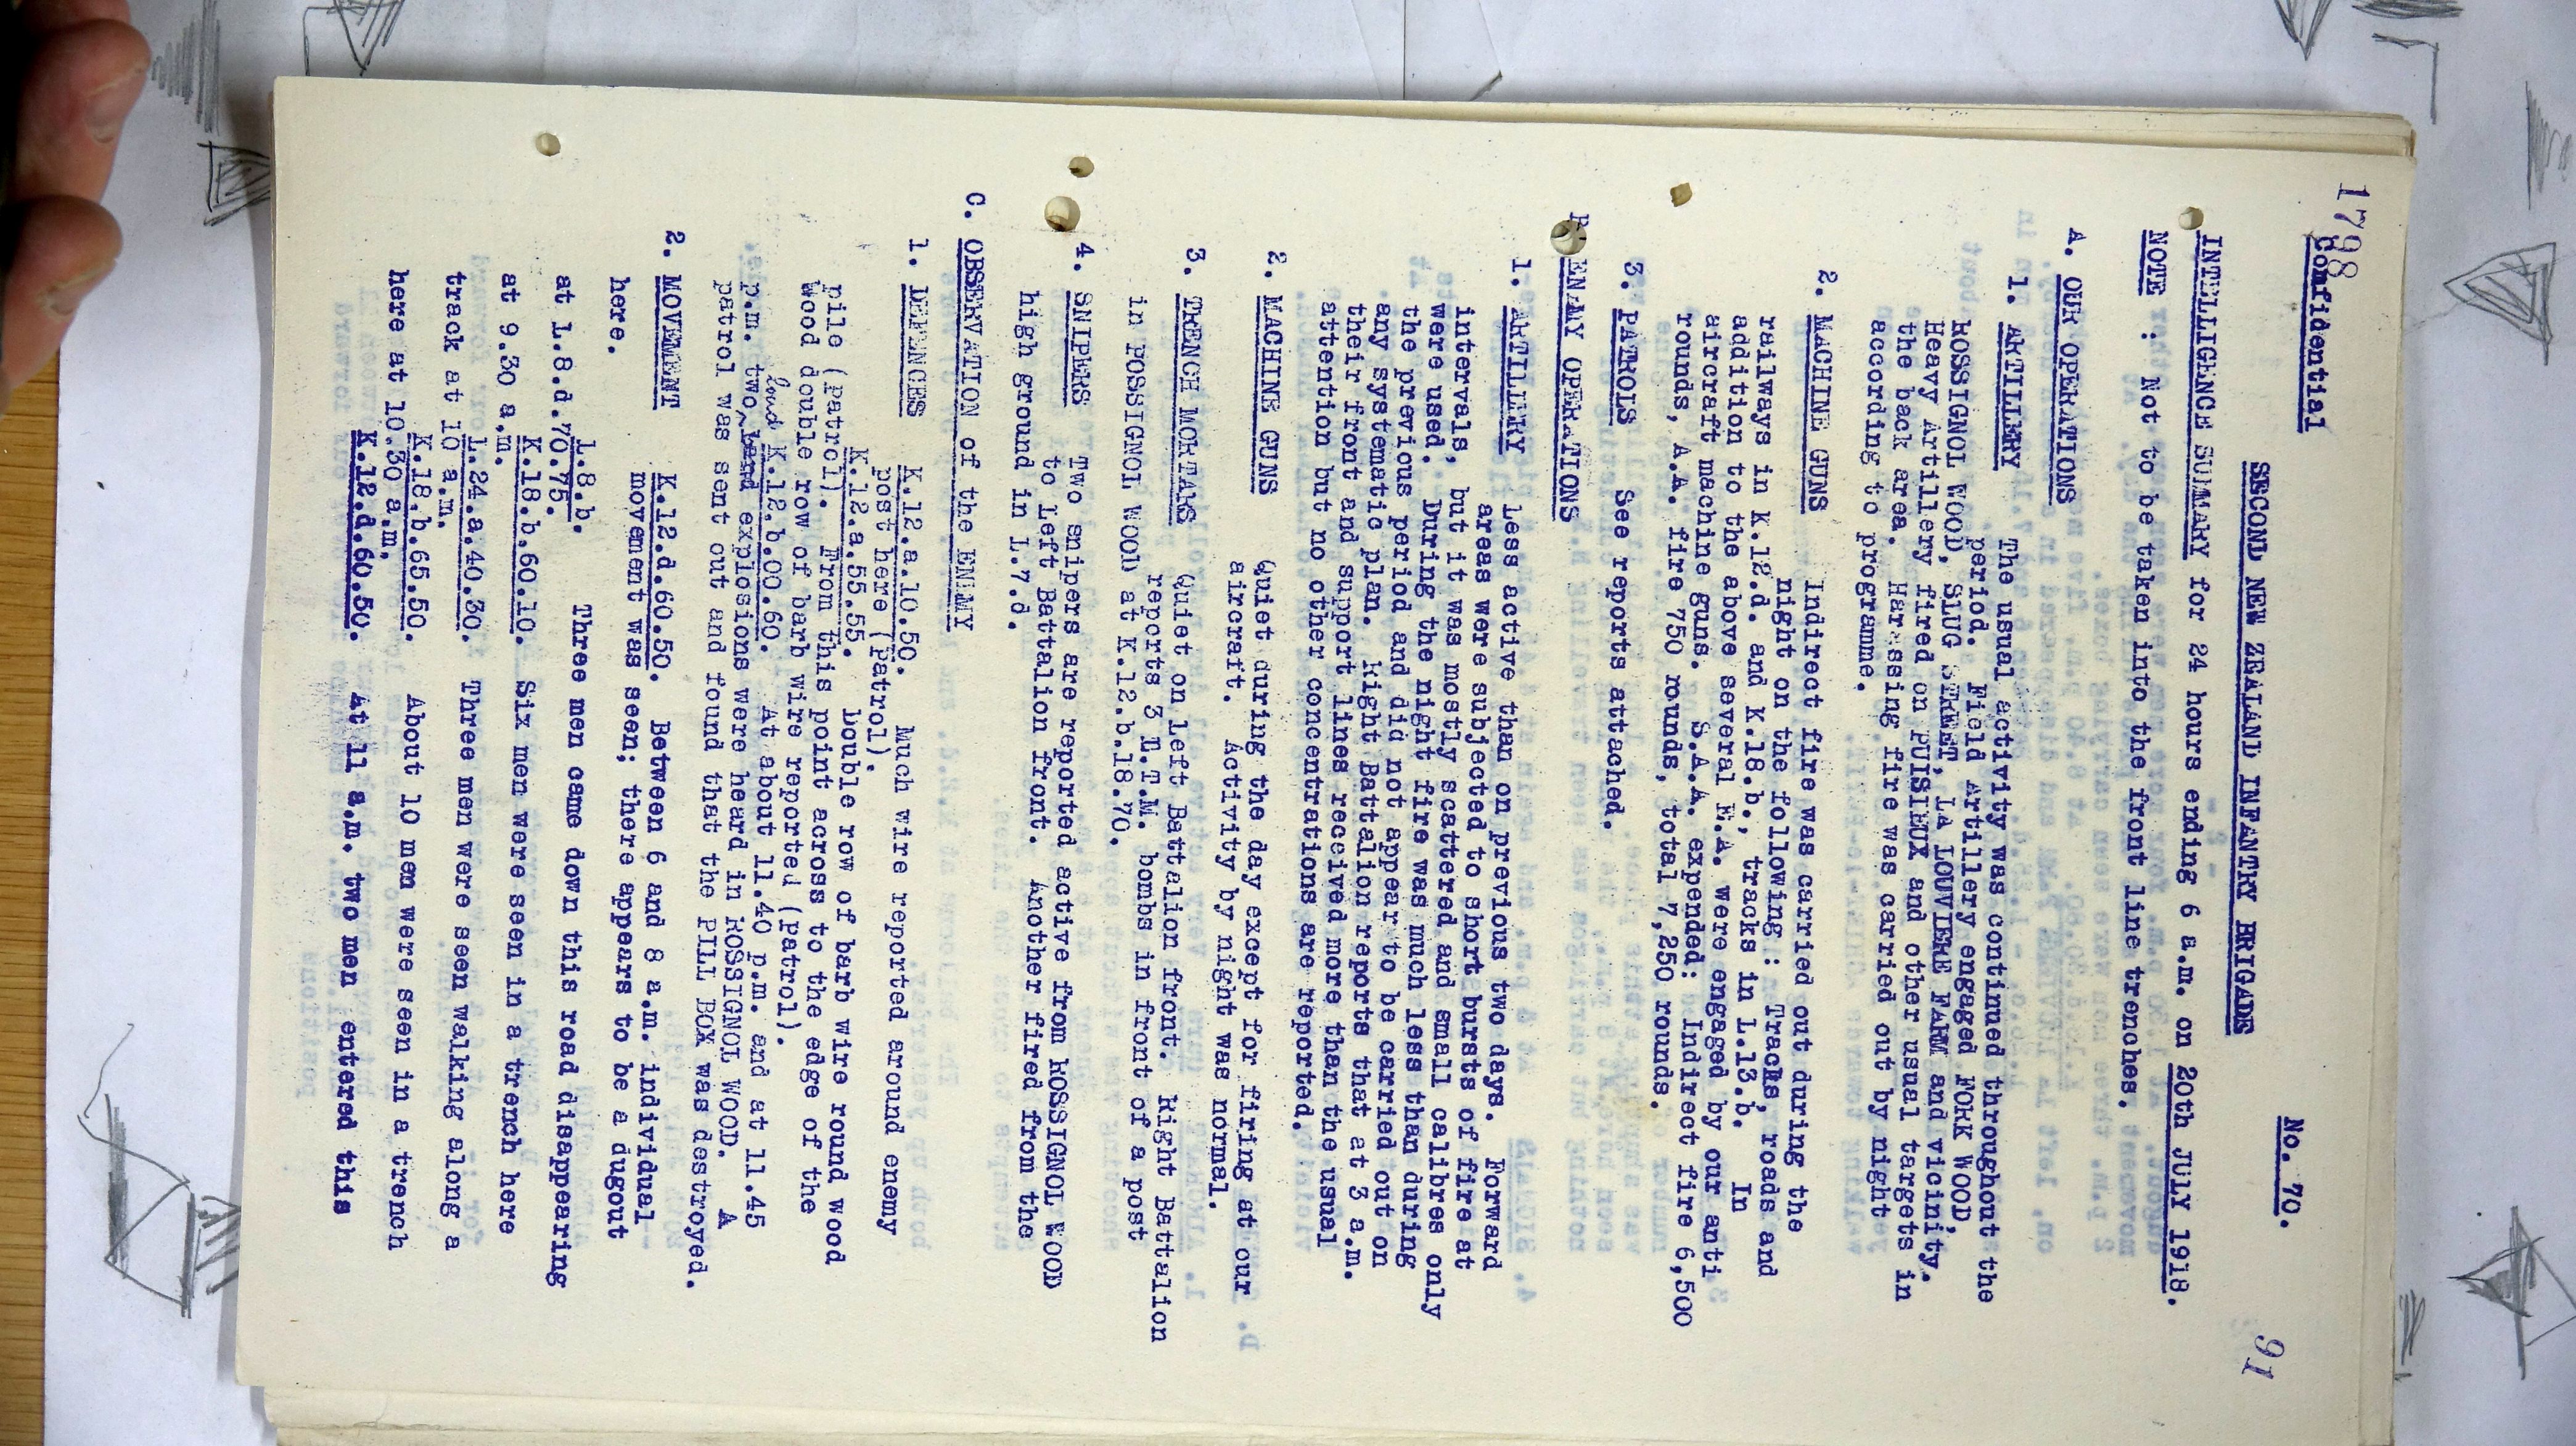 1798
91
Confidential
No. 70.
SECOND NEW ZEALAND INFANTRY BRIGADE
INTELLIGENCE SUMMARY for 24 hours ending 6 a.m. on 20th JULY 1918.
NOTE : Not to be taken into the front line trenches.
A. OUR OPERATIONS
1. ARTILLERY The usual activity was continued throughout the
period. Field Artillery engaged FORK WOOD,
ROSSIGNOL WOOD, SLUG STREET, LA LOUVIERE FARM and vicinity.
Heavy Artillery fired on PUISIEUX and other usual targets in
the back area. Harassing fire was carried out by night
according to programme.
2. MACHINE GUNS Indirect fire was carried out during the
night on the following : Tracks, roads and
railways in K.12.d. and K.18.b., tracks in L.13.b. In
addition to the above several E.A. were engaged by our anti
aircraft machine guns. S.A.A. expended: Indirect fire 6,500
rounds, A.A. fire 750 rounds, total 7,250 rounds.
3. PATROLS See reports attached.
B. ENEMY OPERATIONS
1. ARTILLERY Less active than on previous two days. Forward
areas were subjected to short bursts of fire at
intervals, but it was mostly scattered and small calibres only
were used. During the night fire was much less than during
the previous period and did not appear to be carried out on
any systematic plan. Right Battalion reports that at 3 a.m.
their front and support lines received more than the usual
attention but no other concentrations are reported.
2. MACHINE GUNS Quiet during the day except for firing at our
aircraft. Activity by night was normal.
3. TRENCH MORTARS Quiet on Left Battalion front. Right Battalion
reports 3 L.T.M. bombs in front of a post
in ROSSIGNOL WOOD at K.12.b.18.70.
4. SNIPERS Two snipers are reported active from ROSSIGNOL WOOD
to Left Battalion front. Another fired from the
high ground in L.7.d.
C. OBSERVATION of the ENEMY
1. DEFENCES K.12.a.10.50. Much wire reported around enemy
post here (patrol).
K.12.a.55.55. Double row of barb wire round wood
pile (patrol). From this point across to the edge of the
wood double row of barb wire reported (patrol).
K.12.b.00.60. At about 11.40 p.m. and at 11.45
p.m. two loud explosions were heard in ROSSIGNOL WOOD. A
patrol was sent out and found that the PILL BOX was destroyed.
2. MOVEMENT K.12.d.60.50. Between 6 and 8 a.m. individual
movement was seen; there appears to be a dugout
here.
L.8.b. Three men came down this road disappearing
at L.8.d.70.75.
K.18.b.60.10. Six men were seen in a trench here
at 9.30 a.m.
L.24.a.40.30. Three men were seen walking along a
track at 10 a.m.
K.18.b.65.50. About 10 men were seen in a trench
here at 10.30 a.m.
K.12.d.60.50. At 11 a.m. two men entered this